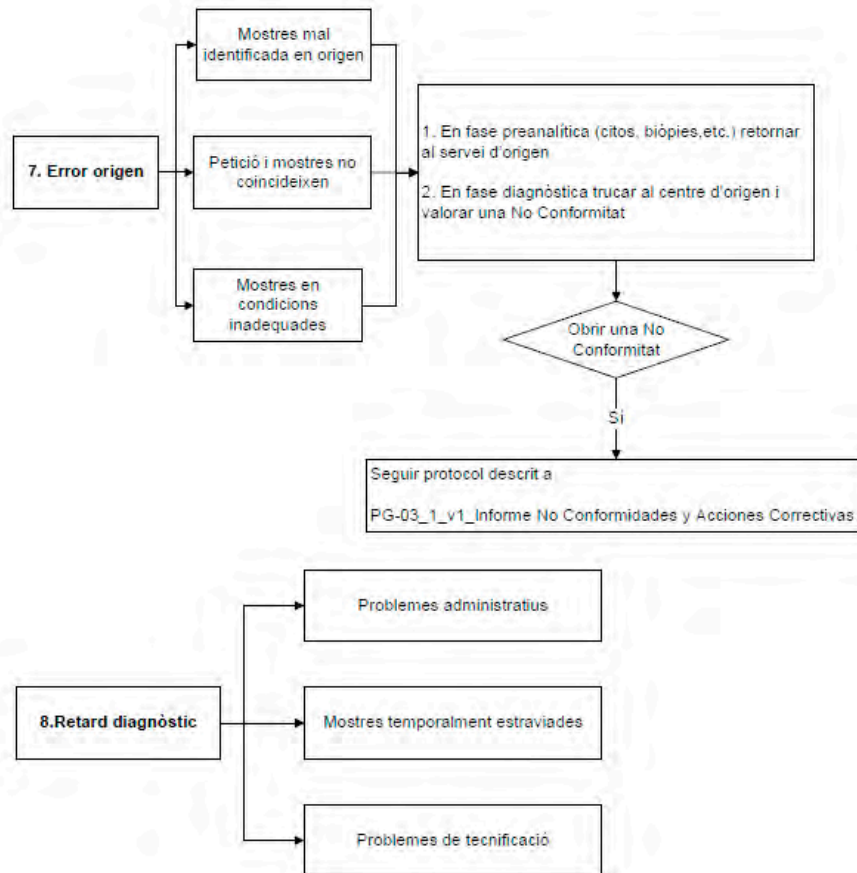 Mostres mal
identificada en origen
7. Error origen
Petició i mostres no
coincideixen
Mostres en
condicions
inadequades
1. En fase preanalítica (citos, biòpies,etc.) retornar
al servei d'origen
2. En fase diagnòstica trucar al centre d'origen i
valorar una No Conformitat
Obrir una No
Conformitat
Sí
Seguir protocol descrit a
PG-03_1_v1_Informe No Conformidades y Acciones Correctivas
Problemes administratius
8.Retard diagnòstic
Mostres temporalment estraviades
Problemes de tecnificació